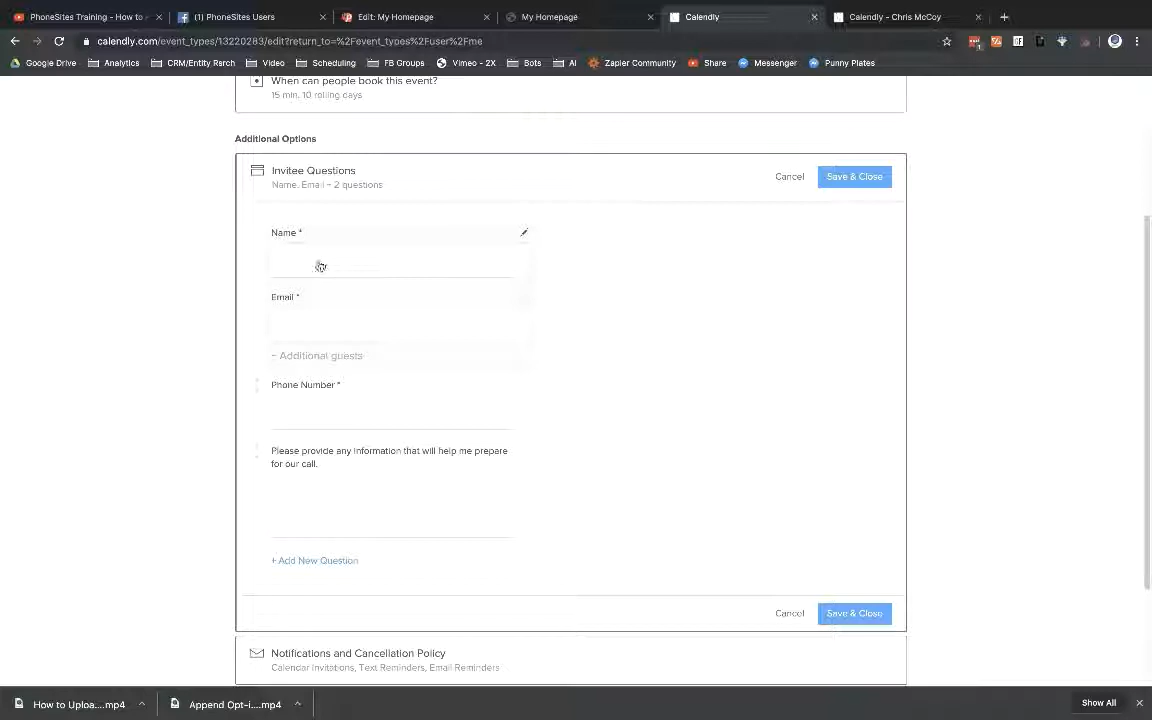 PhoneSites Training - How to
(1) PhoneSites Users
Edit: My Homepage
My Homepage
Calendly
Calendly - Chris McCoy
calendly.com/event_types/13220283/edit?return_to=%2Fevent_types%2Fuser%2Fme
Google Drive
Analytics
CRM/Entity Rsrch
Video
Scheduling
FB Groups
Vimeo - 2X
Bots
AI
Zapier Community
Share
Messenger
Punny Plates
When can people book this event?
15 min, 10 rolling days
Additional Options
Invitee Questions
Name, Email + 2 questions
Cancel
Save & Close
Name *
Email *
+ Additional guests
Phone Number *
Please provide any information that will help me prepare
for our call.
+ Add New Question
Cancel
Save & Close
Notifications and Cancellation Policy
Calendar Invitations, Text Reminders, Email Reminders
How to Uploa....mp4
Append Opt-i....mp4
Show All